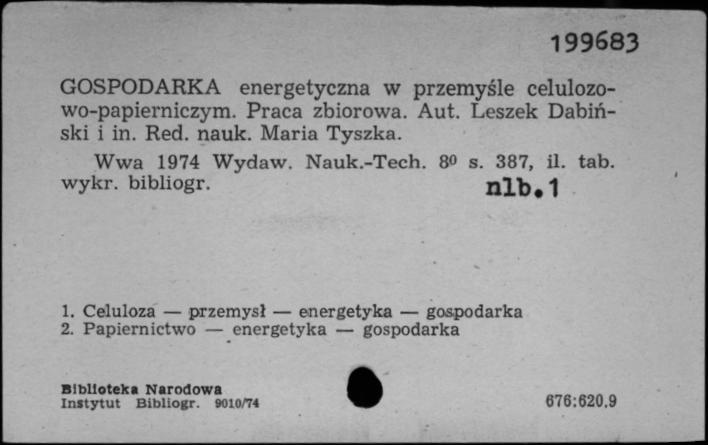 199683
GOSPODARKA energetyczna w przemyśle celulozo-
wo-papierniczym. Praca zbiorowa. Aut. Leszek Dabiń-
ski i in. Red. nauk. Maria Tyszka.
Wwa 1974 Wydaw. Nauk.-Tech. 8⁰ s. 387, il. tab.
wykr. bibliogr.
nlb.1
1. Celuloza — przemysł — energetyka — gospodarka
2. Papiernictwo — energetyka — gospodarka
Biblioteka Narodowa
Instytut Bibliogr. 9010/74
676:620.9